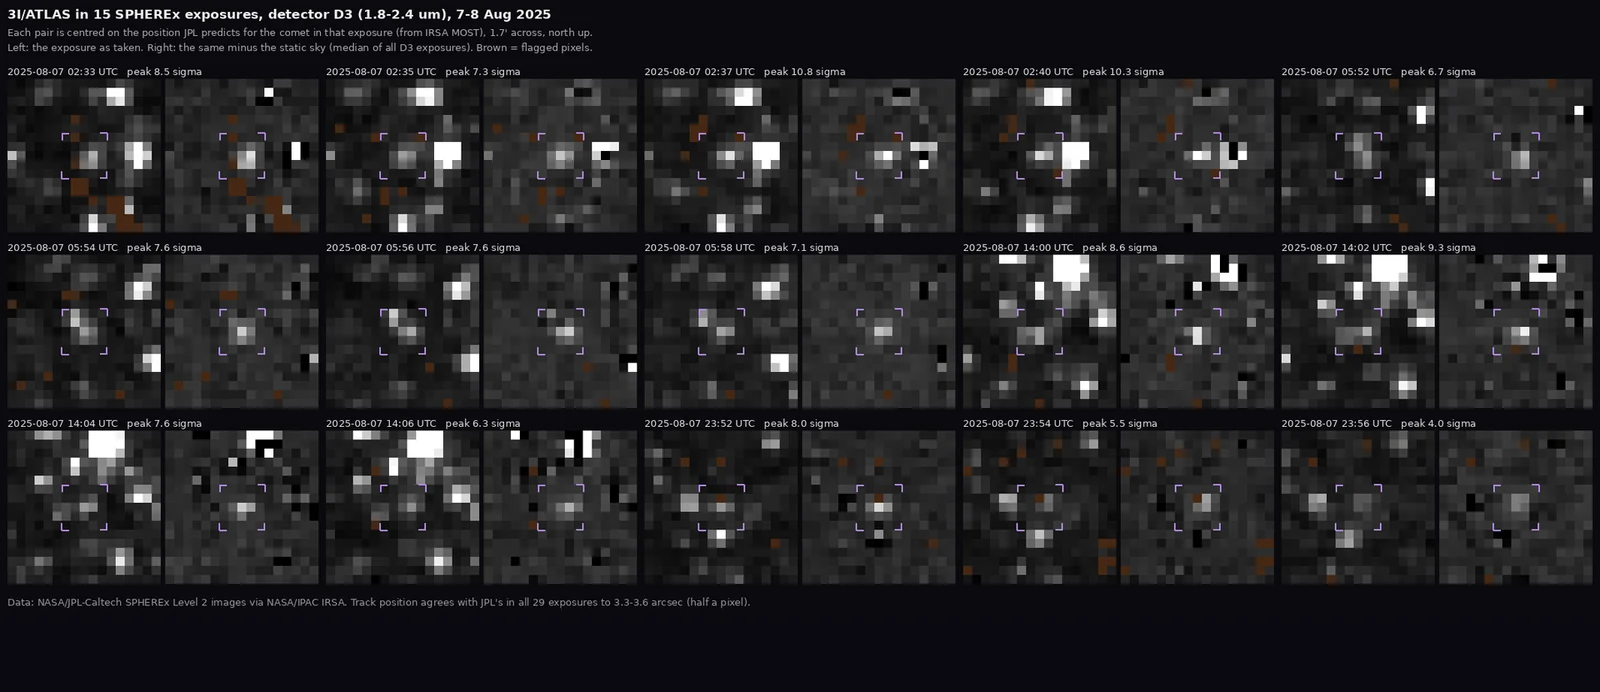 3I/ATLAS in 15 SPHEREx exposures, detector D3 (1.8-2.4 um), 7-8 Aug 2025
Each pair is centred on the position JPL predicts for the comet in that exposure (from IRSA MOST), 1.7' across, north up.
Left: the exposure as taken. Right: the same minus the static sky (median of all D3 exposures). Brown = flagged pixels.
2025-08-07 02:33 UTC peak 8.5 sigma
2025-08-07 02:35 UTC peak 7.3 sigma
2025-08-07 02:37 UTC peak 10.8 sigma
2025-08-07 02:40 UTC peak 10.3 sigma
2025-08-07 05:52 UTC peak 6.7 sigma
2025-08-07 05:54 UTC peak 7.6 sigma
2025-08-07 05:56 UTC peak 7.6 sigma
2025-08-07 05:58 UTC peak 7.1 sigma
2025-08-07 14:00 UTC peak 8.6 sigma
2025-08-07 14:02 UTC peak 9.3 sigma
2025-08-07 14:04 UTC peak 7.6 sigma
2025-08-07 14:06 UTC peak 6.3 sigma
2025-08-07 23:52 UTC peak 8.0 sigma
2025-08-07 23:54 UTC peak 5.5 sigma
2025-08-07 23:56 UTC peak 4.0 sigma
Data: NASA/JPL-Caltech SPHEREx Level 2 images via NASA/IPAC IRSA. Track position agrees with JPL's in all 29 exposures to 3.3-3.6 arcsec (half a pixel).